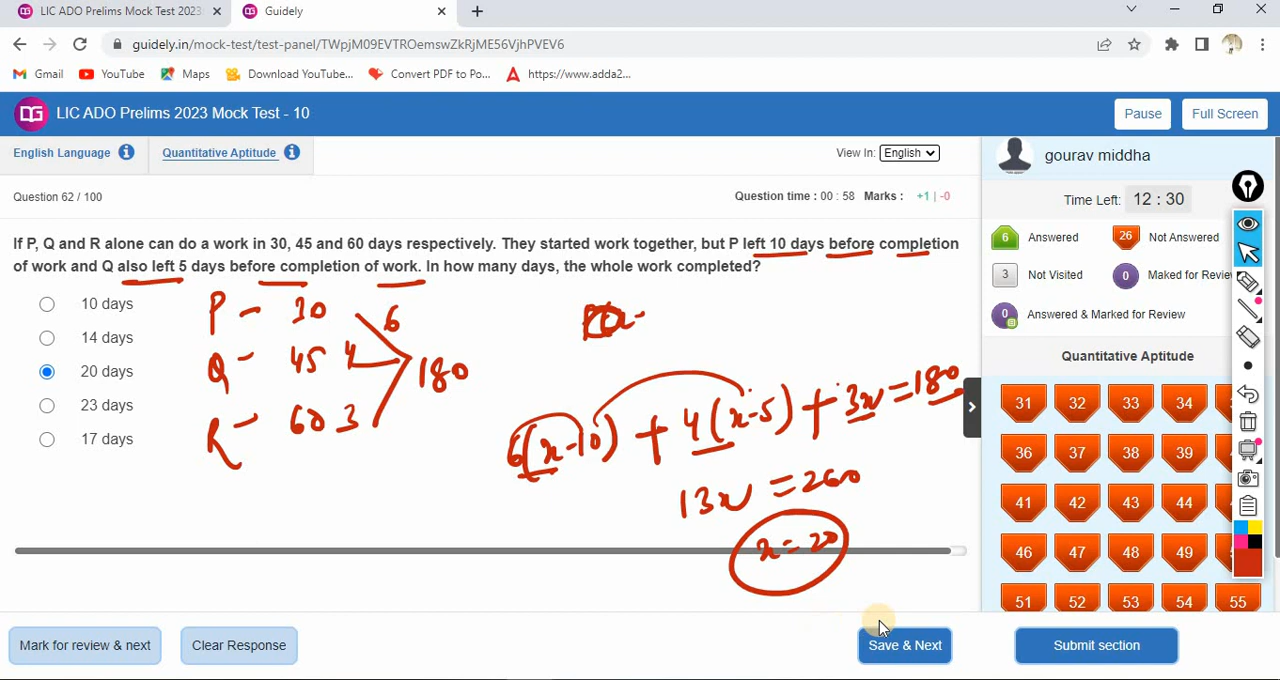 LIC ADO Prelims 2023 Mock Test
Guidely
guidely.in/mock-test/test-panel/TWpjM09EVTROemswZkRjME56VjhPVEV6
Gmail YouTube Maps Download YouTube... Convert PDF to Po... https://www.adda2...
DG LIC ADO Prelims 2023 Mock Test - 10 Pause Full Screen
English Language i Quantitative Aptitude i View In: English
gourav middha
Question 62 / 100 Question time : 00 : 58 Marks : +1 | -0
Time Left: 12 : 30
If P, Q and R alone can do a work in 30, 45 and 60 days respectively. They started work together, but P left 10 days before completion
of work and Q also left 5 days before completion of work. In how many days, the whole work completed?
10 days
14 days
20 days
23 days
17 days
P - 30 6
Q - 45 4 180
R - 60 3
6(x-10) + 4(x-5) + 3x = 180
13x = 260
x = 20
6 Answered 26 Not Answered
3 Not Visited 0 Maked for Revie
0 Answered & Marked for Review
Quantitative Aptitude
31 32 33 34
36 37 38 39
41 42 43 44
46 47 48 49
51 52 53 54 55
Mark for review & next Clear Response Save & Next Submit section